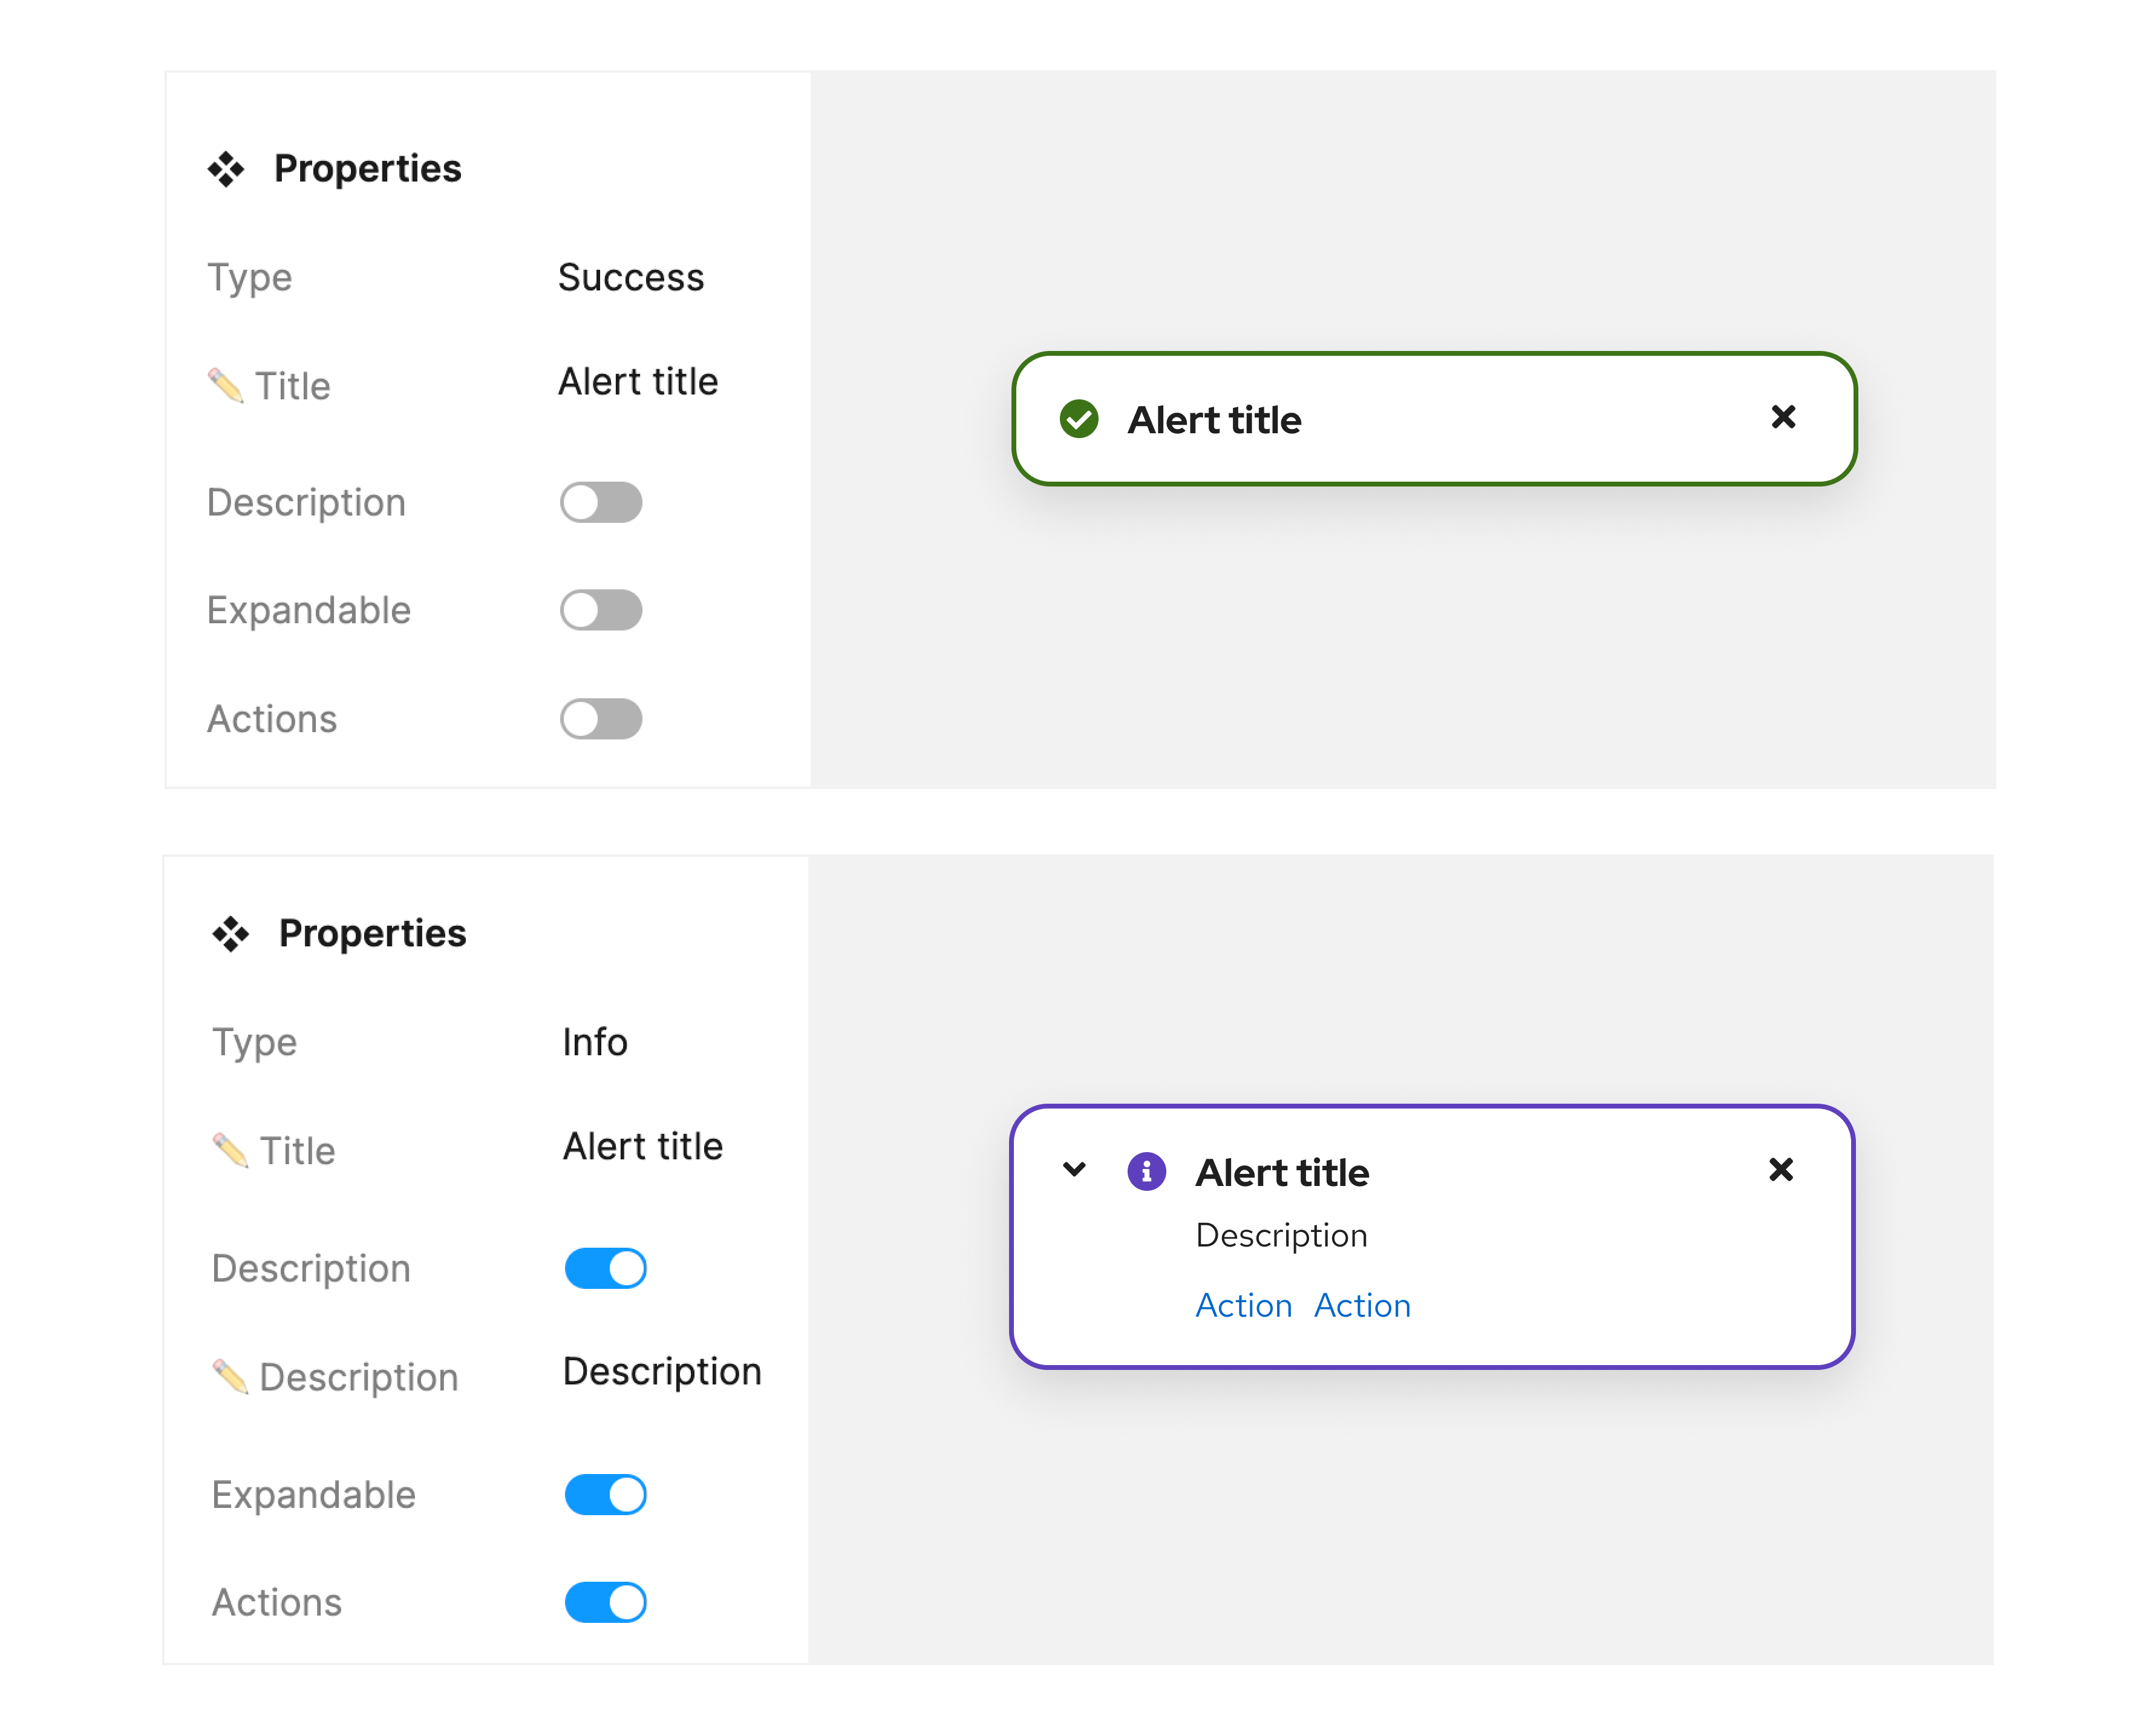 Properties
Type Success
✏️ Title Alert title
Description
Expandable
Actions
Alert title
Properties
Type Info
✏️ Title Alert title
Description
✏️ Description Description
Expandable
Actions
Alert title
Description
Action Action